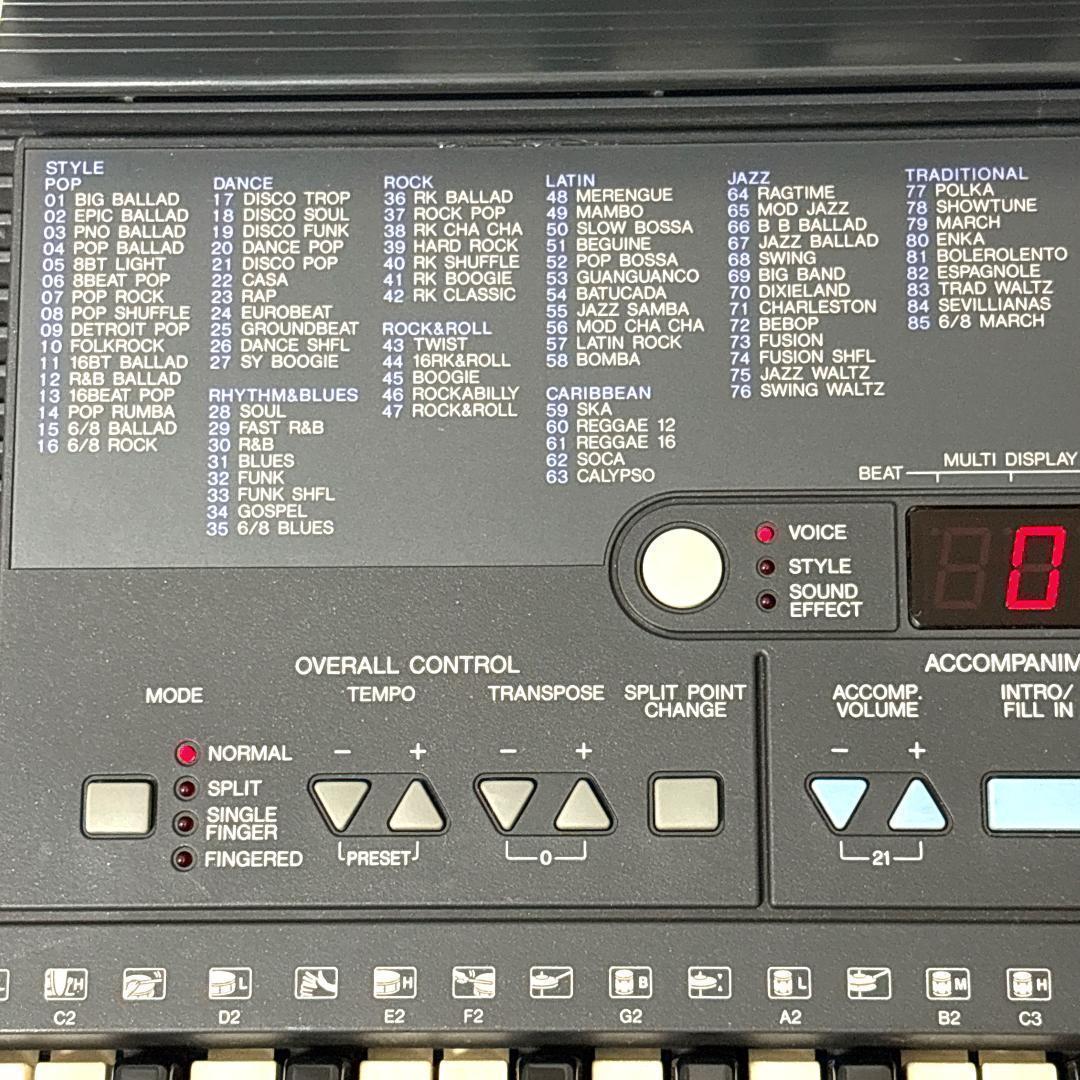 STYLE
POP
01 BIG BALLAD
02 EPIC BALLAD
03 PNO BALLAD
04 POP BALLAD
05 8BT LIGHT
06 8BEAT POP
07 POP ROCK
08 POP SHUFFLE
09 DETROIT POP
10 FOLKROCK
11 16BT BALLAD
12 R&B BALLAD
13 16BEAT POP
14 POP RUMBA
15 6/8 BALLAD
16 6/8 ROCK
DANCE
17 DISCO TROP
18 DISCO SOUL
19 DISCO FUNK
20 DANCE POP
21 DISCO POP
22 CASA
23 RAP
24 EUROBEAT
25 GROUNDBEAT
26 DANCE SHFL
27 SY BOOGIE
RHYTHM&BLUES
28 SOUL
29 FAST R&B
30 R&B
31 BLUES
32 FUNK
33 FUNK SHFL
34 GOSPEL
35 6/8 BLUES
ROCK
36 RK BALLAD
37 ROCK POP
38 RK CHA CHA
39 HARD ROCK
40 RK SHUFFLE
41 RK BOOGIE
42 RK CLASSIC
ROCK&ROLL
43 TWIST
44 16RK&ROLL
45 BOOGIE
46 ROCKABILLY
47 ROCK&ROLL
LATIN
48 MERENGUE
49 MAMBO
50 SLOW BOSSA
51 BEGUINE
52 POP BOSSA
53 GUANGUANCO
54 BATUCADA
55 JAZZ SAMBA
56 MOD CHA CHA
57 LATIN ROCK
58 BOMBA
CARIBBEAN
59 SKA
60 REGGAE 12
61 REGGAE 16
62 SOCA
63 CALYPSO
JAZZ
64 RAGTIME
65 MOD JAZZ
66 B B BALLAD
67 JAZZ BALLAD
68 SWING
69 BIG BAND
70 DIXIELAND
71 CHARLESTON
72 BEBOP
73 FUSION
74 FUSION SHFL
75 JAZZ WALTZ
76 SWING WALTZ
TRADITIONAL
77 POLKA
78 SHOWTUNE
79 MARCH
80 ENKA
81 BOLEROLENTO
82 ESPAGNOLE
83 TRAD WALTZ
84 SEVILLIANAS
85 6/8 MARCH
MULTI DISPLAY
BEAT
VOICE
STYLE
SOUND
EFFECT
0
OVERALL CONTROL
MODE
NORMAL
SPLIT
SINGLE
FINGER
FINGERED
TEMPO
− +
PRESET
TRANSPOSE
− +
0
SPLIT POINT
CHANGE
ACCOMPANIM
ACCOMP.
VOLUME
− +
21
INTRO/
FILL IN
L H L H B L M H
C2 D2 E2 F2 G2 A2 B2 C3